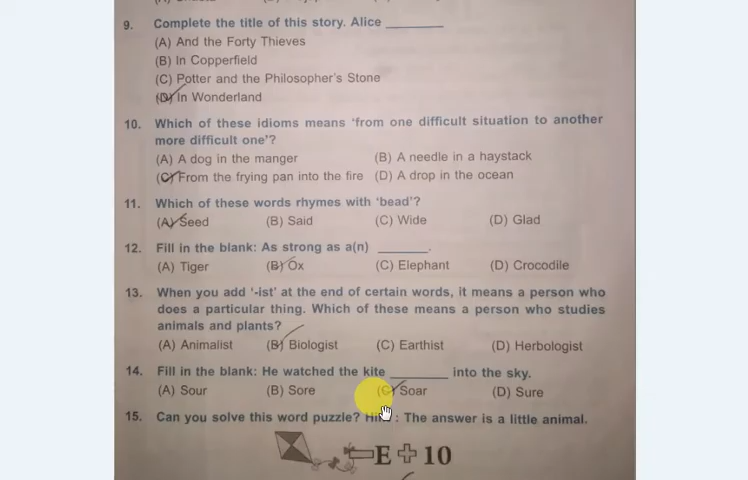 9. Complete the title of this story. Alice ________
(A) And the Forty Thieves
(B) In Copperfield
(C) Potter and the Philosopher's Stone
(D) In Wonderland
10. Which of these idioms means 'from one difficult situation to another
more difficult one'?
(A) A dog in the manger (B) A needle in a haystack
(C) From the frying pan into the fire (D) A drop in the ocean
11. Which of these words rhymes with 'bead'?
(A) Seed (B) Said (C) Wide (D) Glad
12. Fill in the blank: As strong as a(n) _______.
(A) Tiger (B) Ox (C) Elephant (D) Crocodile
13. When you add '-ist' at the end of certain words, it means a person who
does a particular thing. Which of these means a person who studies
animals and plants?
(A) Animalist (B) Biologist (C) Earthist (D) Herbologist
14. Fill in the blank: He watched the kite ________ into the sky.
(A) Sour (B) Sore (C) Soar (D) Sure
15. Can you solve this word puzzle? : The answer is a little animal.
E + 10